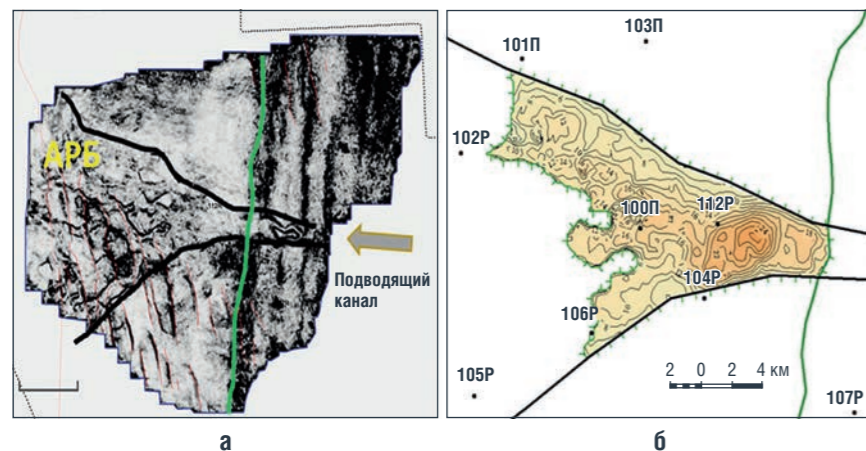 АРБ
Подводящий
канал
а
101П
103П
102Р
100П
112Р
104Р
106Р
105Р
107Р
2 0 2 4 км
б